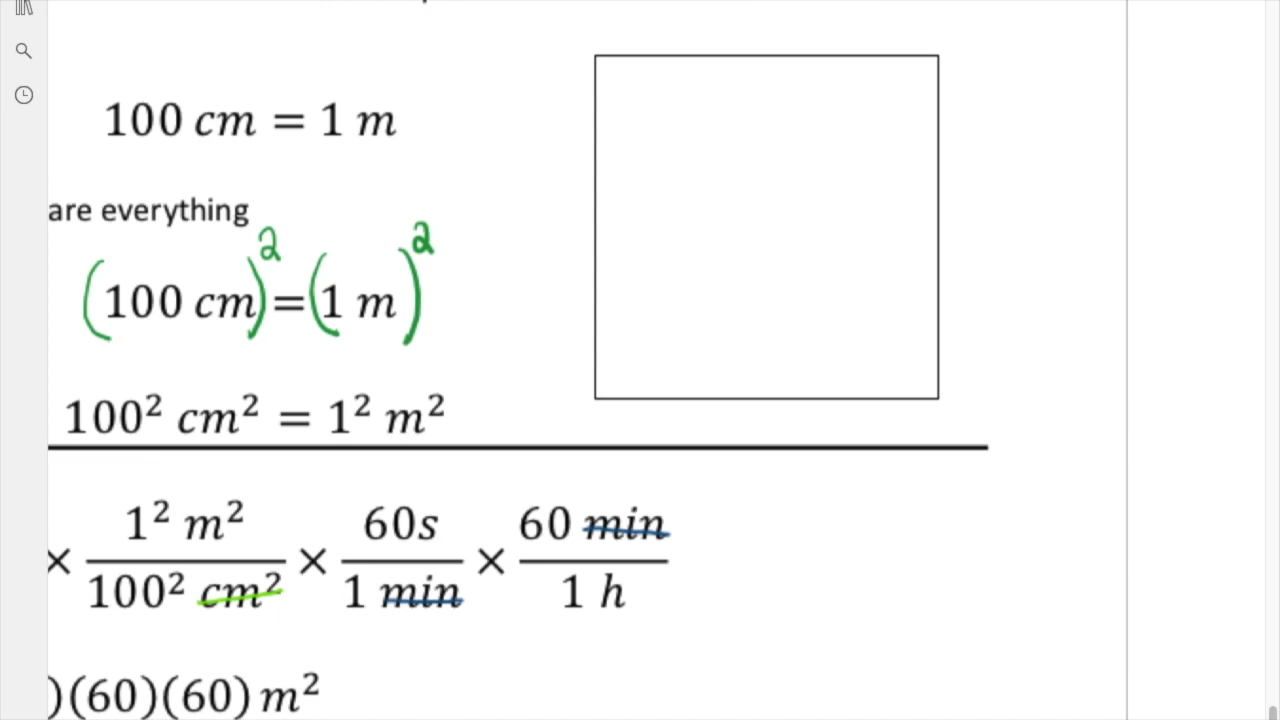 100 cm = 1 m
are everything
(100 cm)² = (1 m)²
100² cm² = 1² m²
× 1² m² / 100² cm² × 60s / 1 min × 60 min / 1 h
)(60)(60) m²